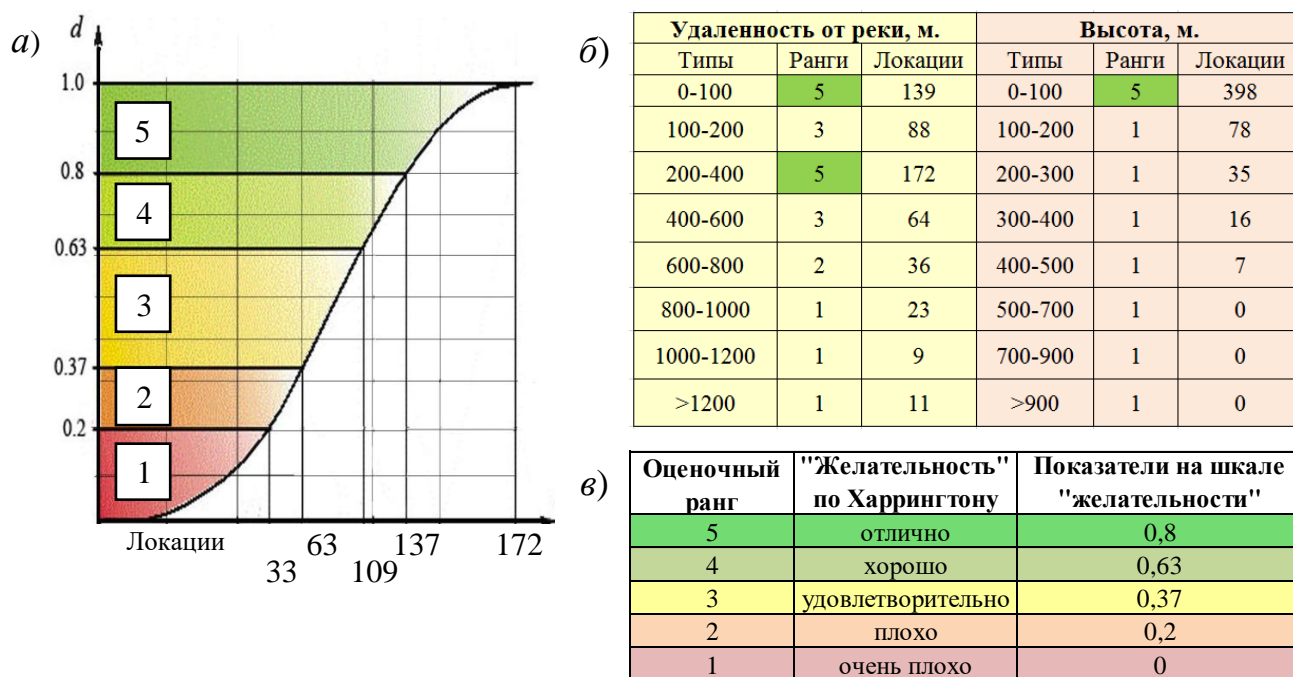 а)
d
1.0
5
0.8
4
0.63
3
0.37
2
0.2
1
Локации 63 137 172
33 109
б)
Удаленность от реки, м. Высота, м.
Типы Ранги Локации Типы Ранги Локации
0-100 5 139 0-100 5 398
100-200 3 88 100-200 1 78
200-400 5 172 200-300 1 35
400-600 3 64 300-400 1 16
600-800 2 36 400-500 1 7
800-1000 1 23 500-700 1 0
1000-1200 1 9 700-900 1 0
>1200 1 11 >900 1 0
в)
Оценочный "Желательность" Показатели на шкале
ранг по Харрингтону "желательности"
5 отлично 0,8
4 хорошо 0,63
3 удовлетворительно 0,37
2 плохо 0,2
1 очень плохо 0